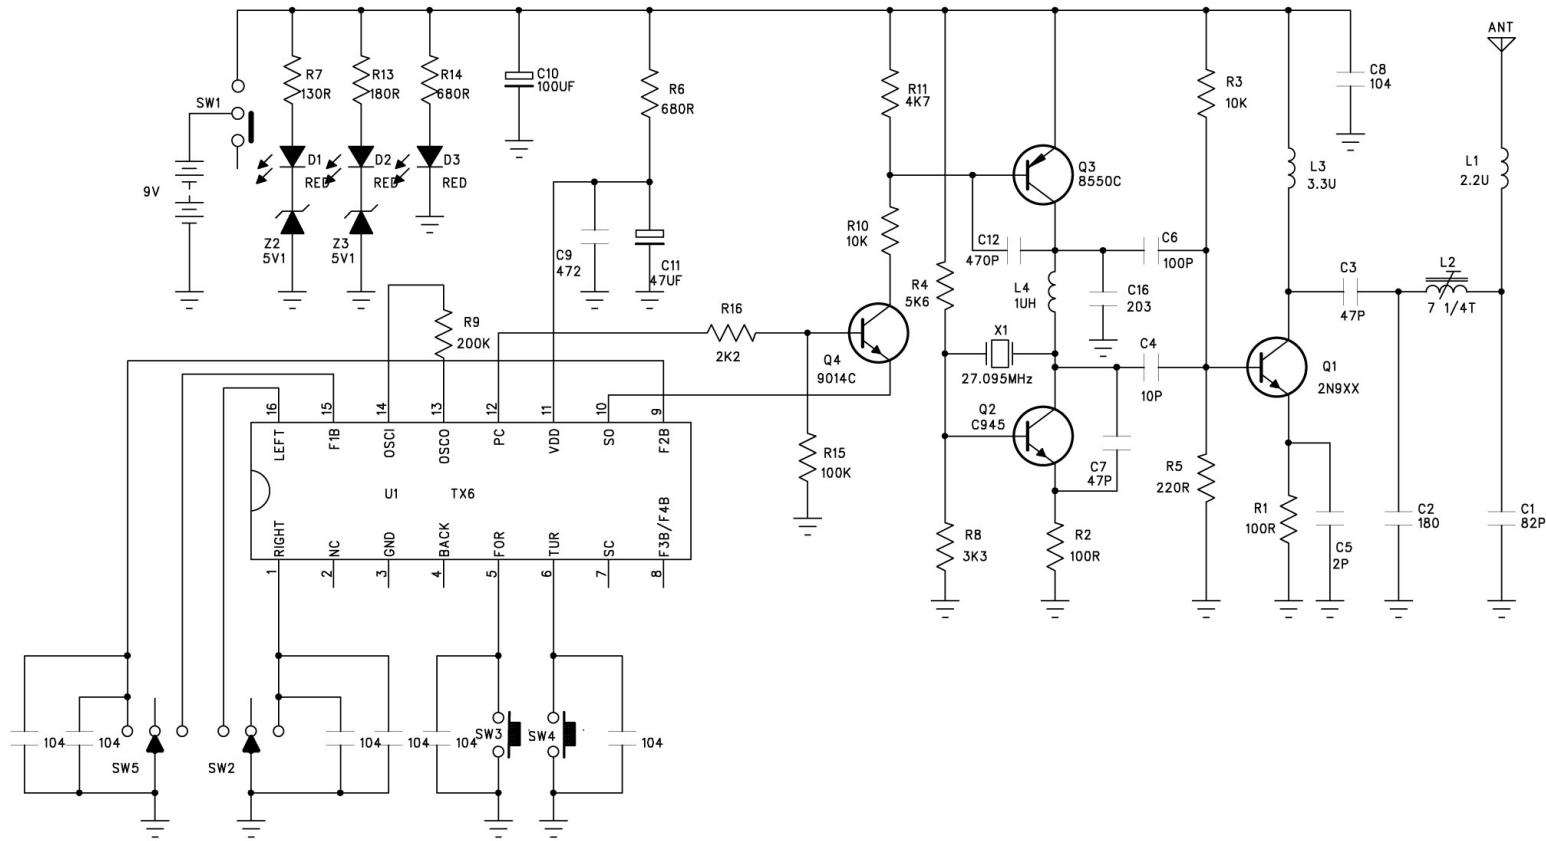 ANT
R7
130R
R13
180R
R14
680R
C10
100UF
R6
680R
R11
4K7
R3
10K
C8
104
SW1
9V
D1
RED
D2
RED
D3
RED
Q3
8550C
L3
3.3U
L1
2.2U
Z2
5V1
Z3
5V1
C9
472
C11
47UF
R10
10K
C12
470P
C6
100P
R4
5K6
L4
1UH
C16
203
C3
47P
L2
7 1/4T
R9
200K
R16
2K2
Q4
9014C
X1
27.095MHz
C4
10P
Q1
2N9XX
Q2
C945
16
15
14
13
12
11
10
9
LEFT
F1B
OSCI
OSCO
PC
VDD
SO
F2B
U1
TX6
R15
100K
C7
47P
R5
220R
RIGHT
NC
GND
BACK
FOR
TUR
SC
F3B/F4B
1
2
3
4
5
6
7
8
R8
3K3
R2
100R
R1
100R
C5
2P
C2
180
C1
82P
104
104
SW5
SW2
104
104
104
SW3
SW4
104